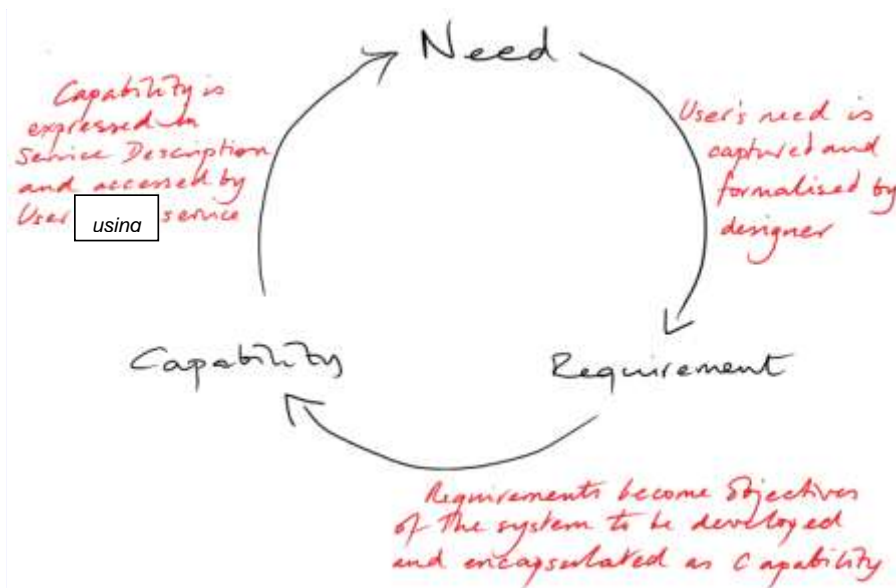 Need
Capability is
expressed in
Service Description
and accessed by
User using service
User's need is
captured and
formalised by
designer
Capability
Requirement
Requirements become objectives
of the system to be developed
and encapsulated as Capability